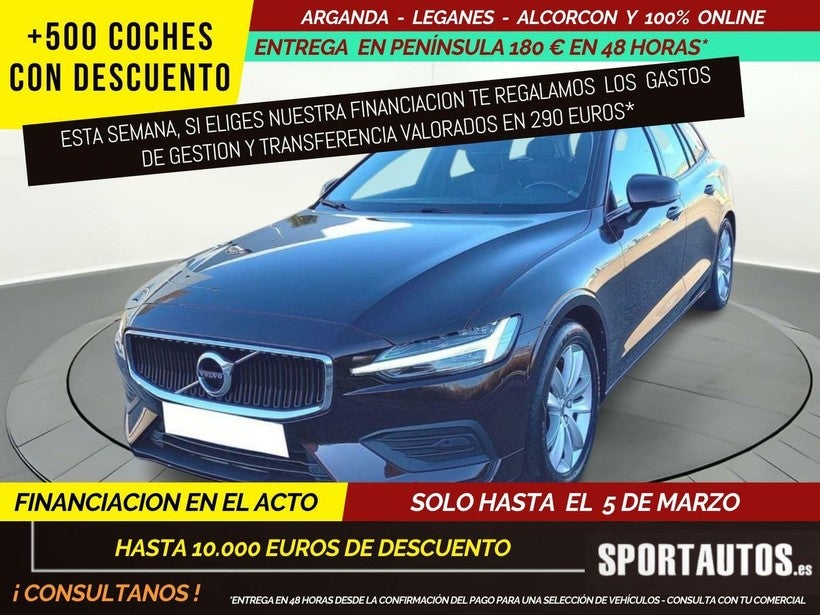 +500 COCHES
CON DESCUENTO
ARGANDA - LEGANES - ALCORCON Y 100% ONLINE
ENTREGA EN PENÍNSULA 180 € EN 48 HORAS*
ESTA SEMANA, SI ELIGES NUESTRA FINANCIACION TE REGALAMOS LOS GASTOS
DE GESTION Y TRANSFERENCIA VALORADOS EN 290 EUROS*
VOLVO
FINANCIACION EN EL ACTO
SOLO HASTA EL 5 DE MARZO
HASTA 10.000 EUROS DE DESCUENTO
SPORTAUTOS.es
¡ CONSULTANOS !
*ENTREGA EN 48 HORAS DESDE LA CONFIRMACIÓN DEL PAGO PARA UNA SELECCIÓN DE VEHÍCULOS - CONSULTA CON TU COMERCIAL